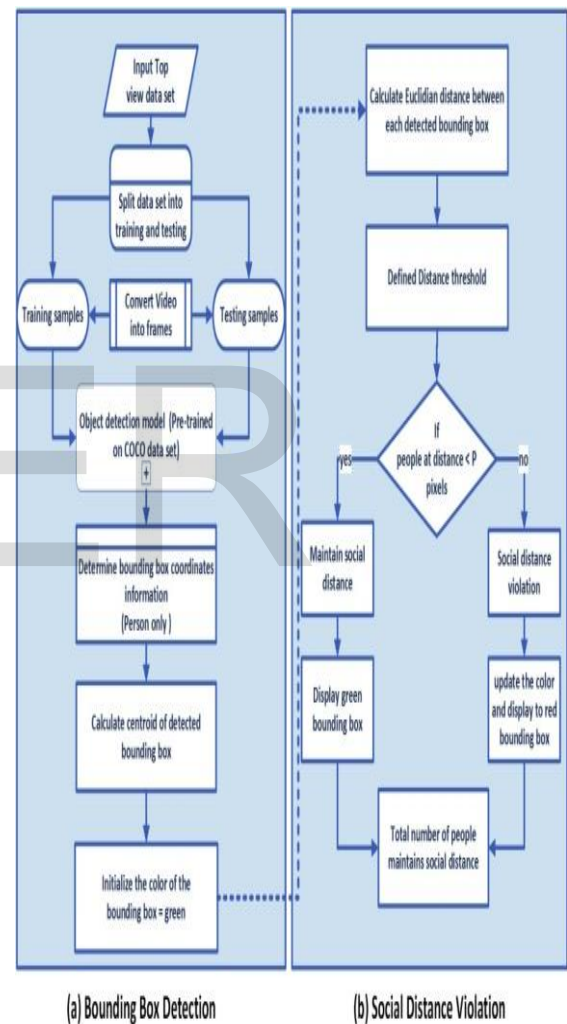 Input Top
view data set
Split data set into
training and testing
Training samples
Convert Video
into frames
Testing samples
Object detection model (Pre-trained
on COCO data set)
+
Determine bounding box coordinates
information
(Person only )
Calculate centroid of detected
bounding box
Initialize the color of the
bounding box = green
(a) Bounding Box Detection
Calculate Euclidian distance between
each detected bounding box
Defined Distance threshold
If
people at distance < P
pixels
yes
no
Maintain social
distance
Social distance
violation
Display green
bounding box
update the color
and display to red
bounding box
Total number of people
maintains social distance
(b) Social Distance Violation
ER